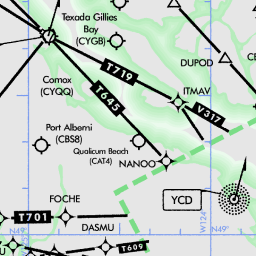 Texada Gillies
Bay
(CYGB)
T719
DUPOD
Comox
(CYQQ)
T645
ITMAV
V317
Port Alberni
(CBS8)
Qualicum Beach
(CAT4)
NANOO
YCD
FOCHE
T701
DASMU
W124°
N49°
N49°
T609